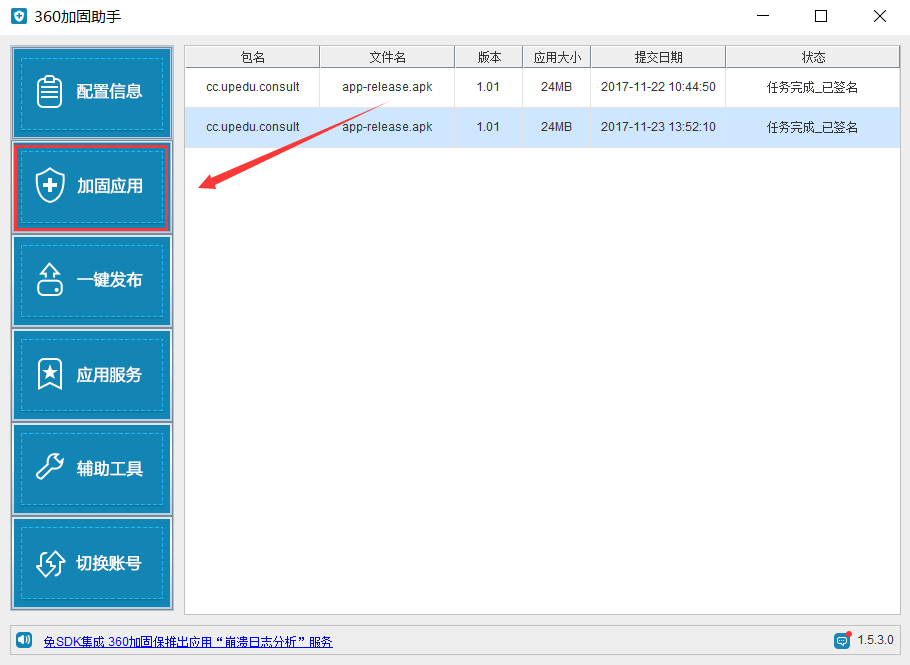 360加固助手
配置信息
加固应用
一键发布
应用服务
辅助工具
切换账号
包名 文件名 版本 应用大小 提交日期 状态
cc.upedu.consult app-release.apk 1.01 24MB 2017-11-22 10:44:50 任务完成_已签名
cc.upedu.consult app-release.apk 1.01 24MB 2017-11-23 13:52:10 任务完成_已签名
免SDK集成 360加固保推出应用“崩溃日志分析”服务
1.5.3.0